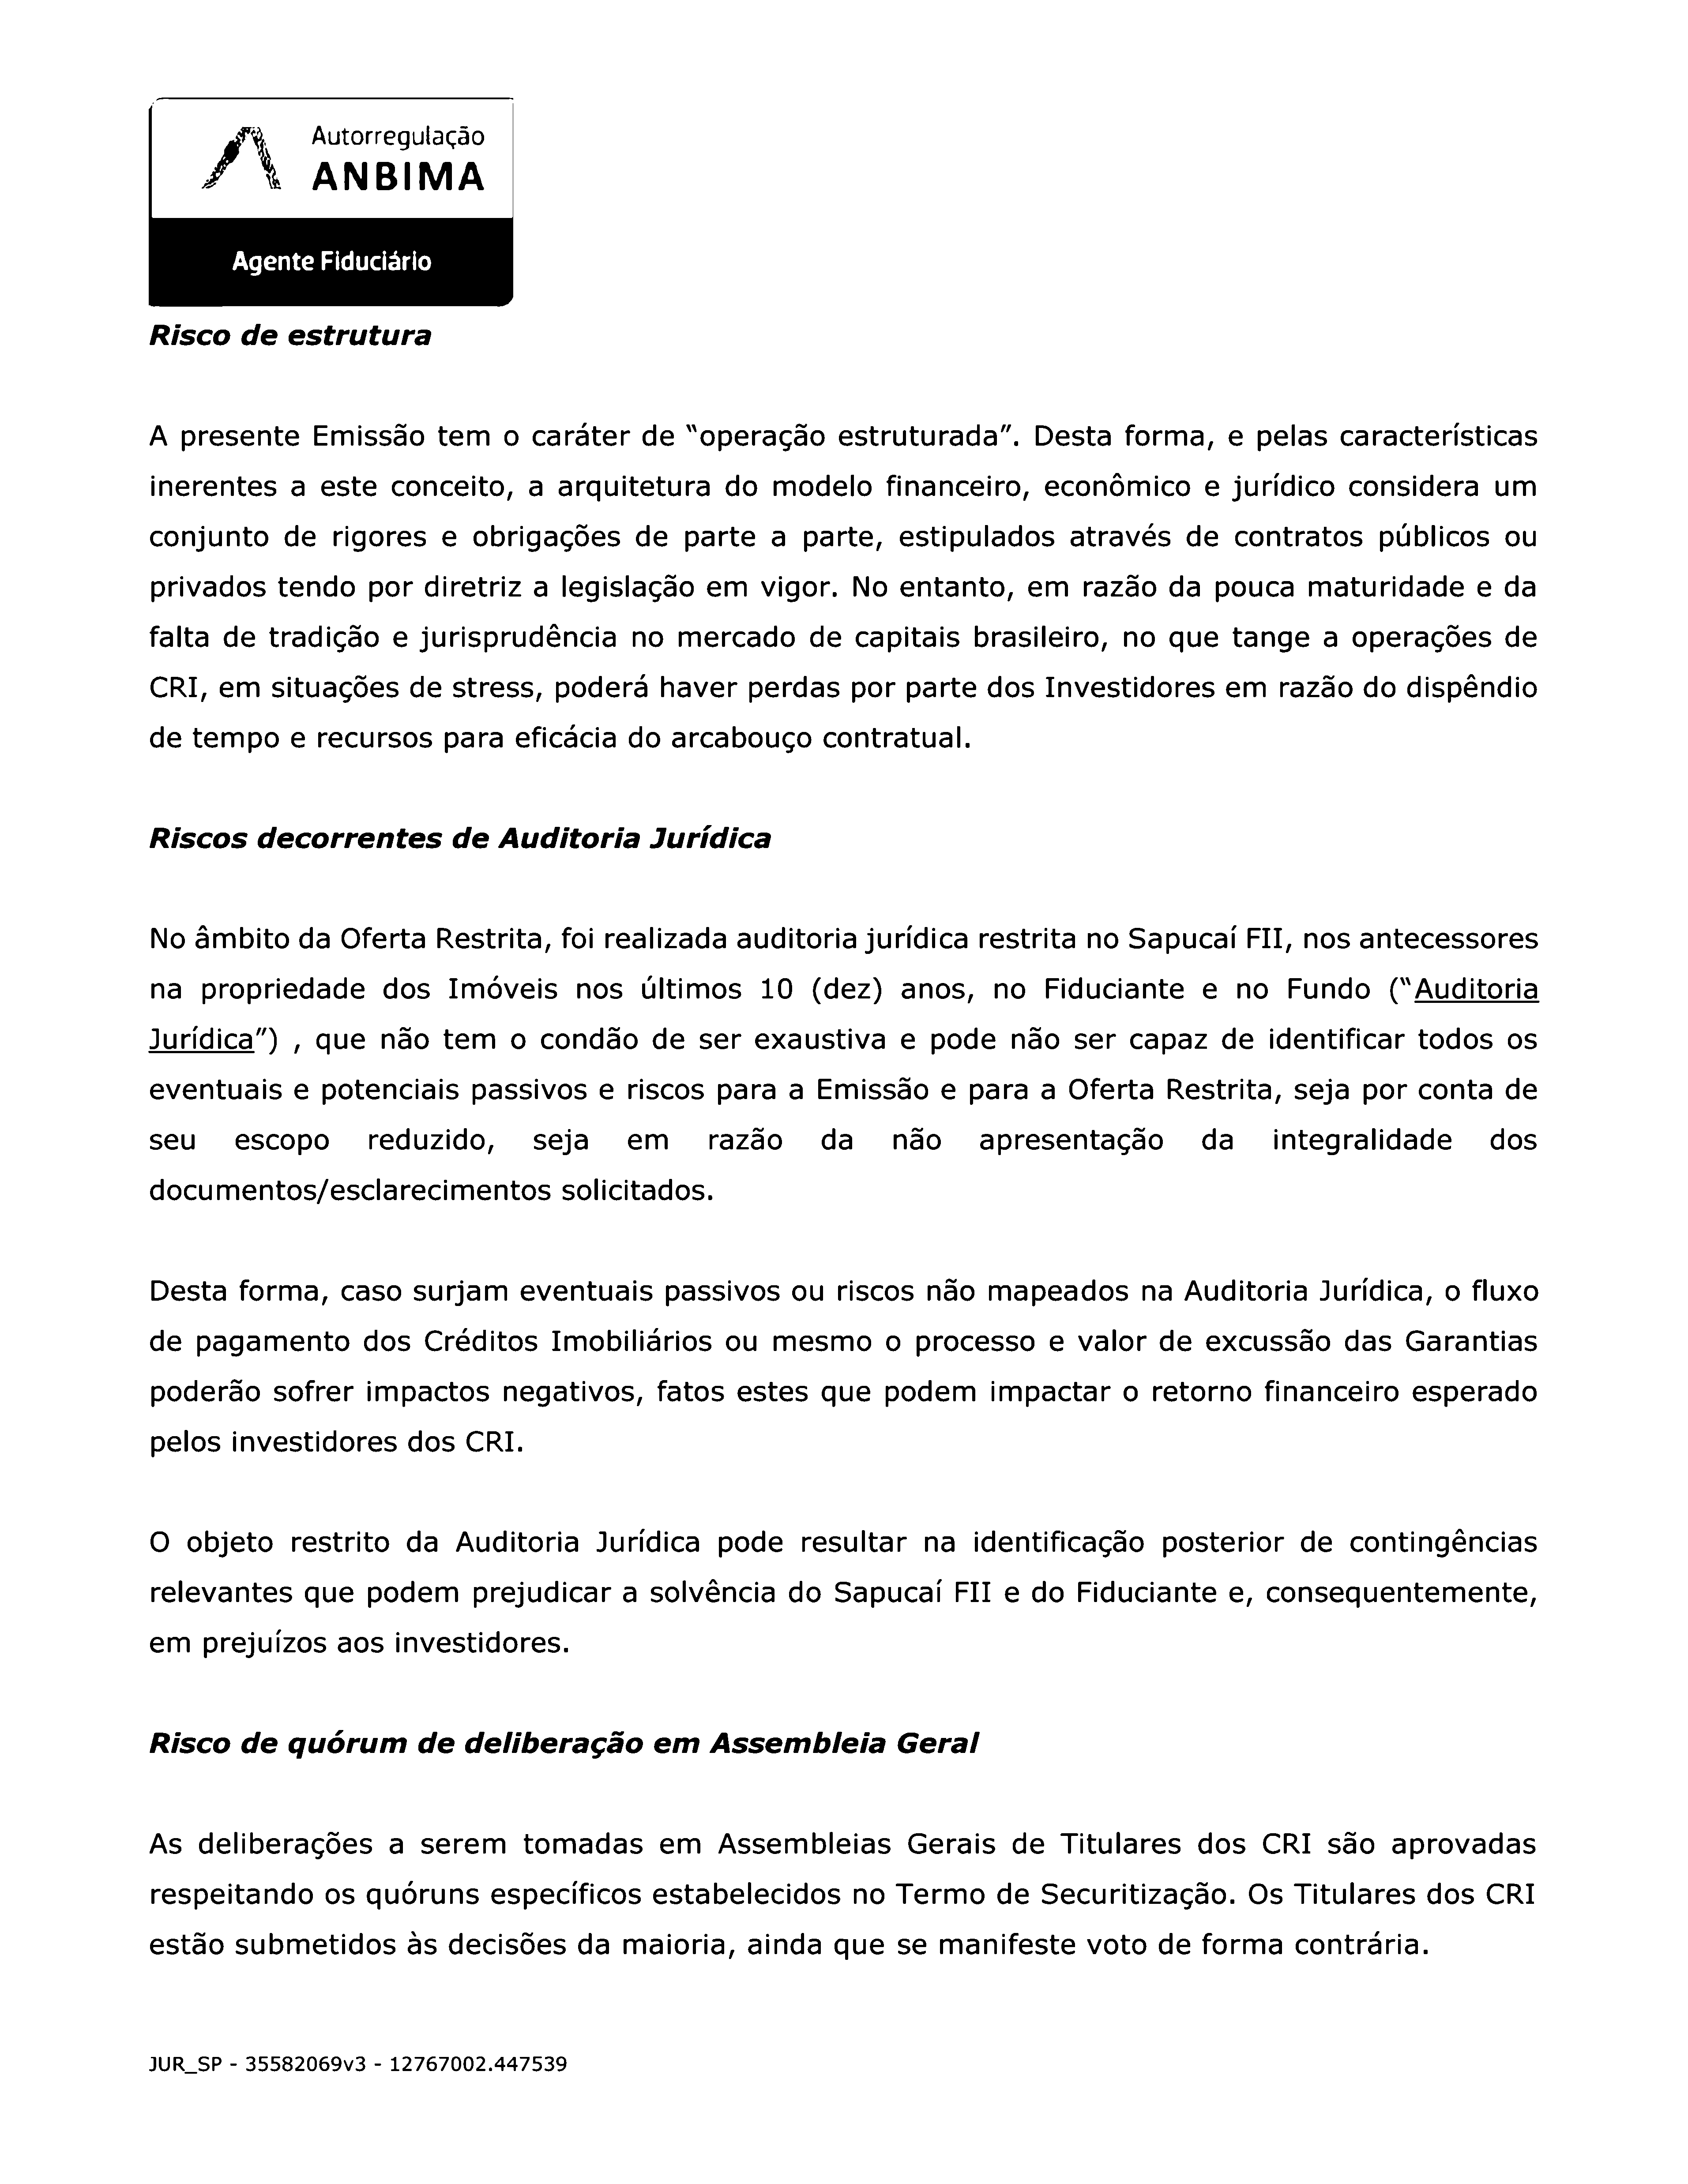 Autorregulação
ANBIMA
Agente Fiduciário
Risco de estrutura
A presente Emissão tem o caráter de “operação estruturada”. Desta forma, e pelas características
inerentes a este conceito, a arquitetura do modelo financeiro, econômico e jurídico considera um
conjunto de rigores e obrigações de parte a parte, estipulados através de contratos públicos ou
privados tendo por diretriz a legislação em vigor. No entanto, em razão da pouca maturidade e da
falta de tradição e jurisprudência no mercado de capitais brasileiro, no que tange a operações de
CRI, em situações de stress, poderá haver perdas por parte dos Investidores em razão do dispêndio
de tempo e recursos para eficácia do arcabouço contratual.
Riscos decorrentes de Auditoria Jurídica
No âmbito da Oferta Restrita, foi realizada auditoria jurídica restrita no Sapucaí FII, nos antecessores
na propriedade dos Imóveis nos últimos 10 (dez) anos, no Fiduciante e no Fundo (“Auditoria
Jurídica”) , que não tem o condão de ser exaustiva e pode não ser capaz de identificar todos os
eventuais e potenciais passivos e riscos para a Emissão e para a Oferta Restrita, seja por conta de
seu escopo reduzido, seja em razão da não apresentação da integralidade dos
documentos/esclarecimentos solicitados.
Desta forma, caso surjam eventuais passivos ou riscos não mapeados na Auditoria Jurídica, o fluxo
de pagamento dos Créditos Imobiliários ou mesmo o processo e valor de excussão das Garantias
poderão sofrer impactos negativos, fatos estes que podem impactar o retorno financeiro esperado
pelos investidores dos CRI.
O objeto restrito da Auditoria Jurídica pode resultar na identificação posterior de contingências
relevantes que podem prejudicar a solvência do Sapucaí FII e do Fiduciante e, consequentemente,
em prejuízos aos investidores.
Risco de quórum de deliberação em Assembleia Geral
As deliberações a serem tomadas em Assembleias Gerais de Titulares dos CRI são aprovadas
respeitando os quóruns específicos estabelecidos no Termo de Securitização. Os Titulares dos CRI
estão submetidos às decisões da maioria, ainda que se manifeste voto de forma contrária.
JUR_SP - 35582069v3 - 12767002.447539